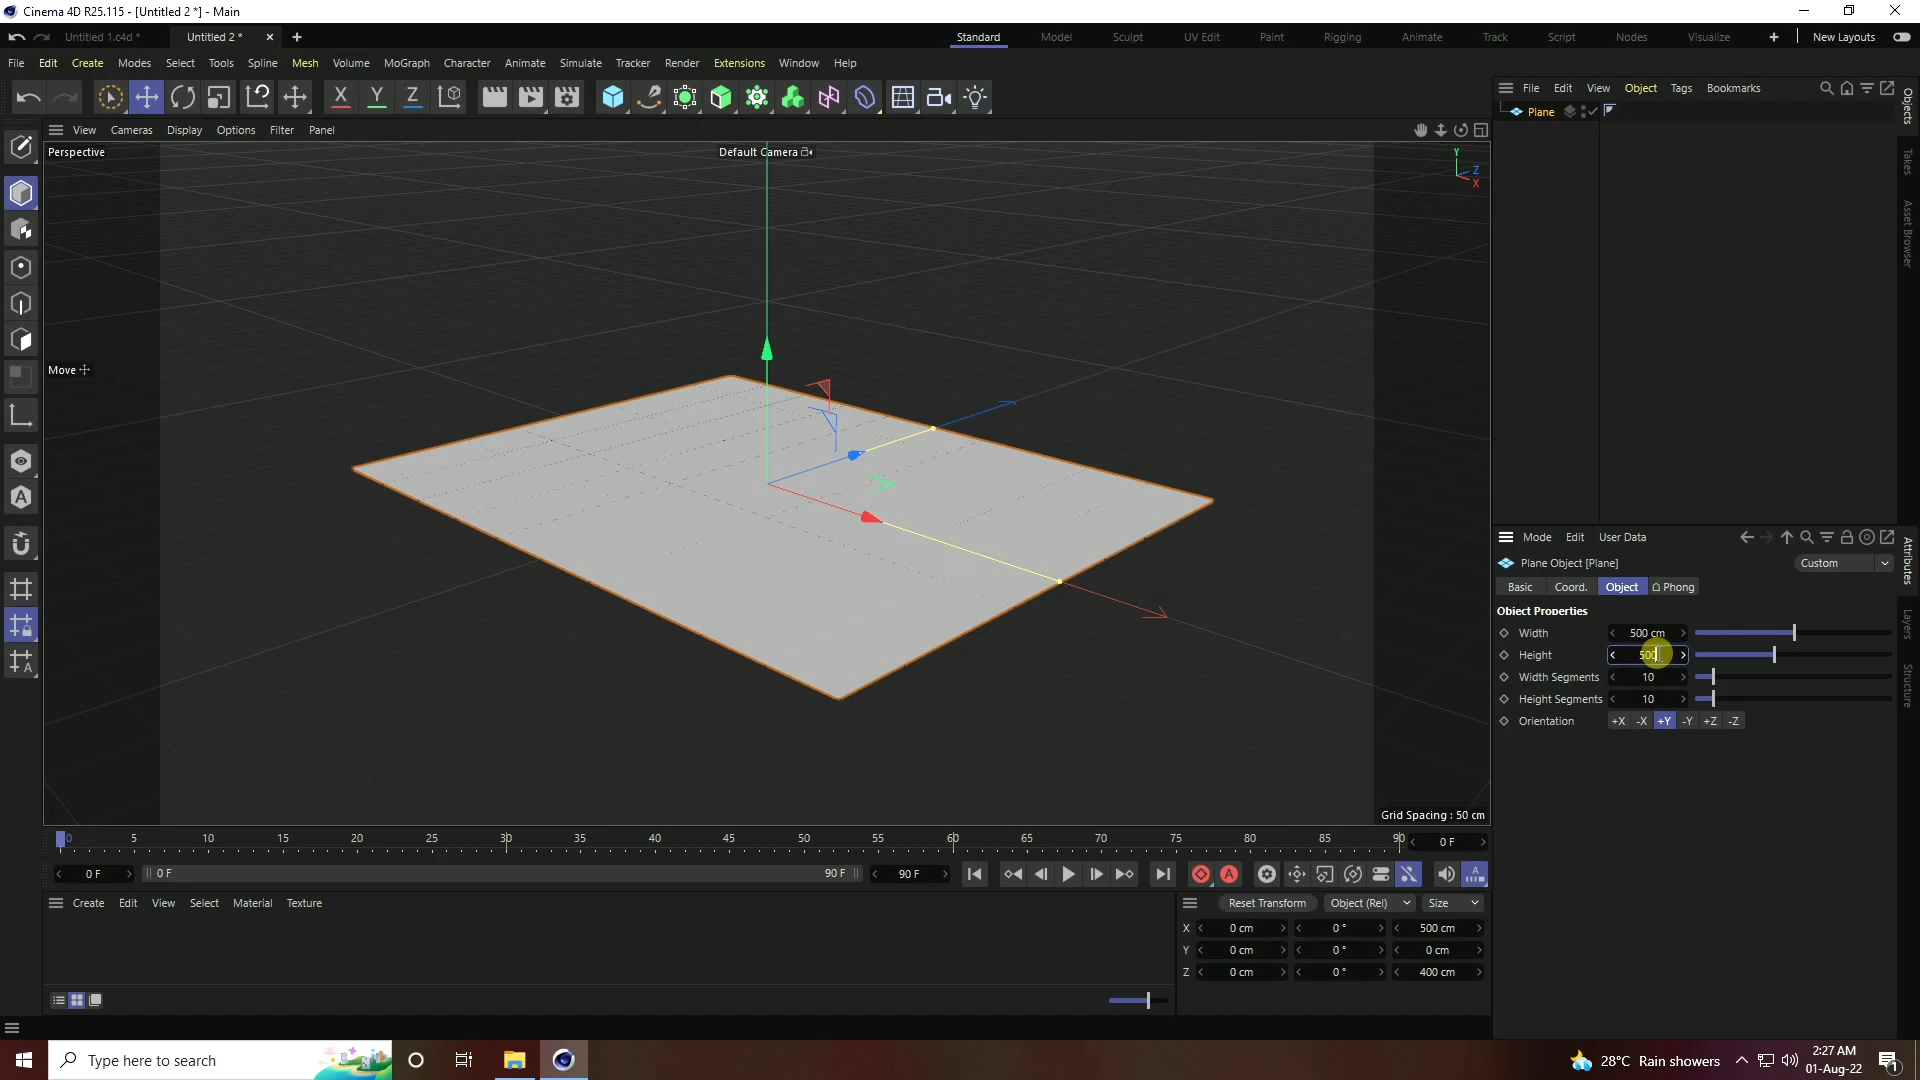 Cinema 4D R25.115 - [Untitled 2 *] - Main
Untitled 1.c4d *
Untitled 2 *
Standard Model Sculpt UV Edit Paint Rigging Animate Track Script Nodes Visualize New Layouts
File Edit Create Modes Select Tools Spline Mesh Volume MoGraph Character Animate Simulate Tracker Render Extensions Window Help
X Y Z
File Edit View Object Tags Bookmarks
Plane
Objects
Takes
Asset Browser
View Cameras Display Options Filter Panel
Perspective
Default Camera
Y
Z
X
Move
Grid Spacing : 50 cm
Mode Edit User Data
Plane Object [Plane]
Custom
Basic Coord. Object Phong
Object Properties
Width 500 cm
Height 500
Width Segments 10
Height Segments 10
Orientation +X -X +Y -Y +Z -Z
Attributes
Layers
Structure
0 5 10 15 20 25 30 35 40 45 50 55 60 65 70 75 80 85 90 0 F
0 F 0 F 90 F 90 F
Create Edit View Select Material Texture
Reset Transform Object (Rel) Size
X 0 cm 0 ° 500 cm
Y 0 cm 0 ° 0 cm
Z 0 cm 0 ° 400 cm
Type here to search
28°C Rain showers
2:27 AM
01-Aug-22
1